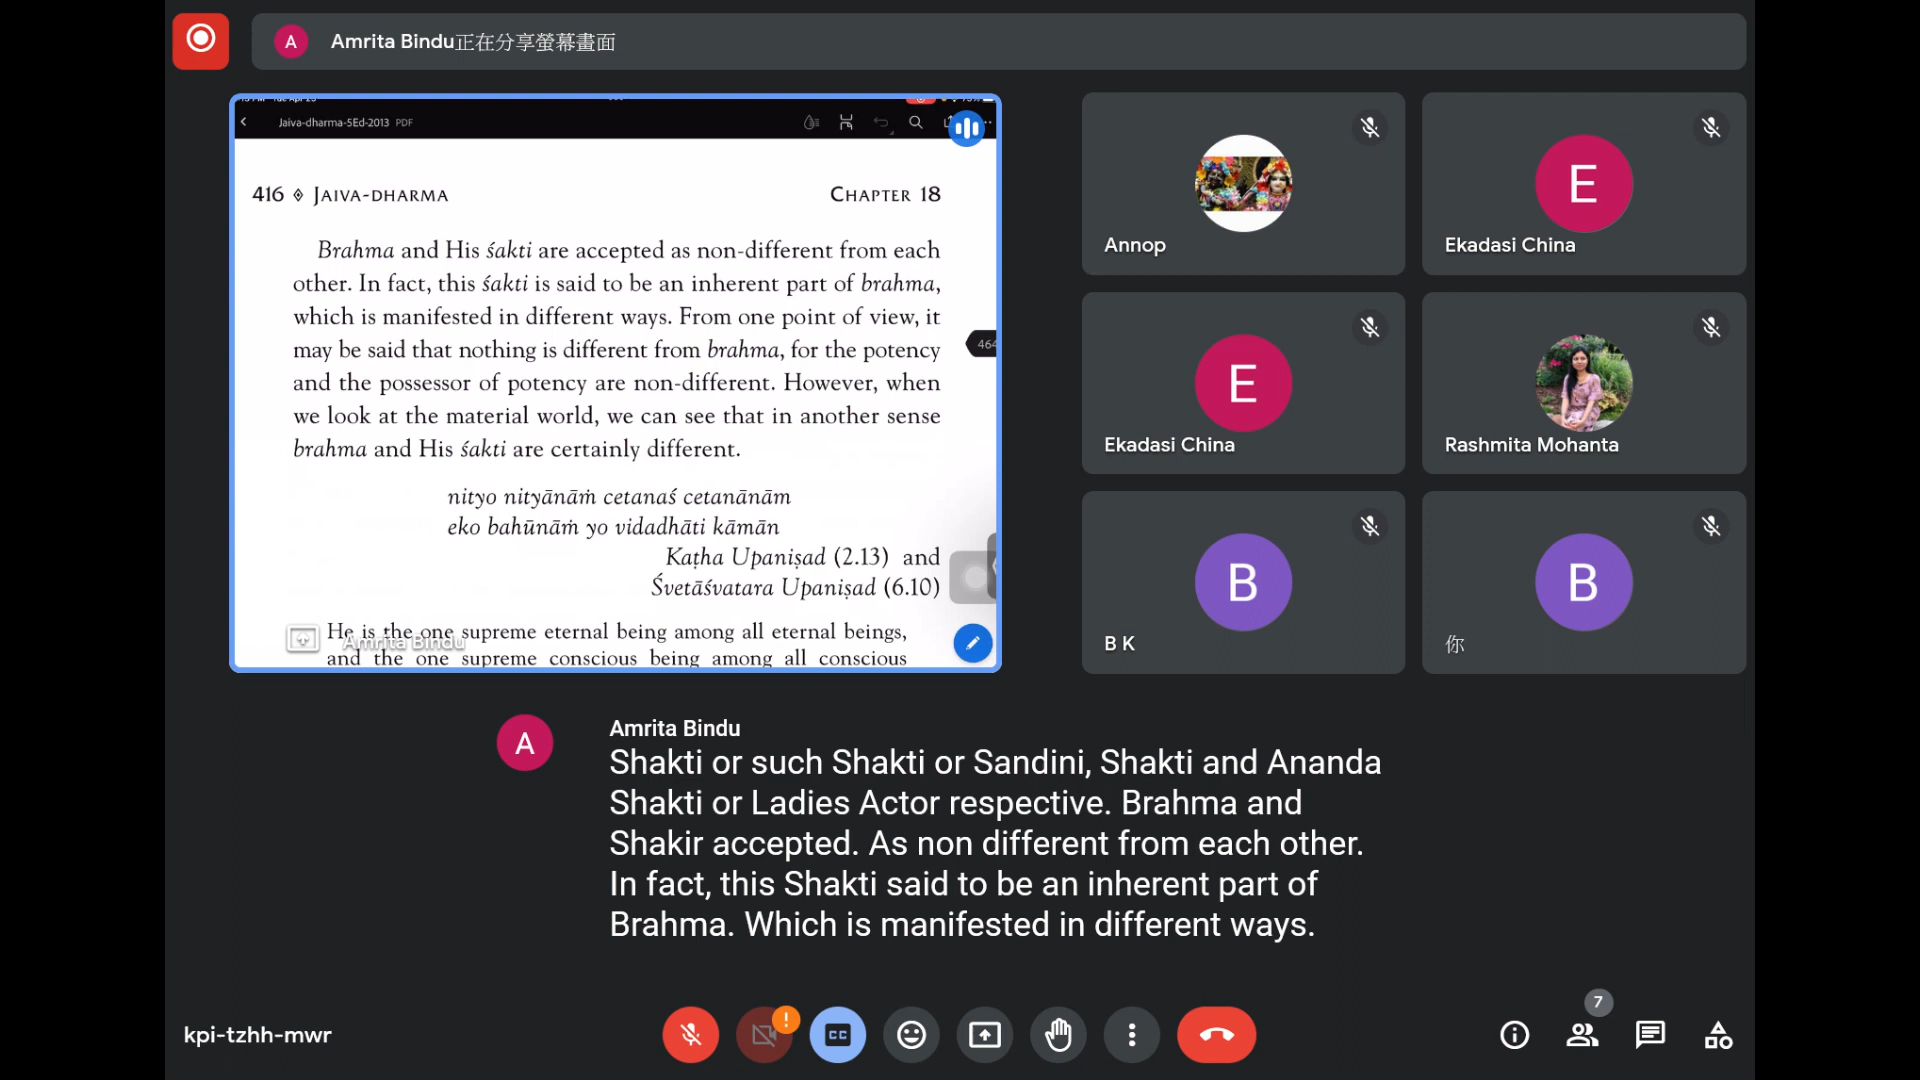 A
Amrita Bindu正在分享螢幕畫面
Jaiva-dharma-5Ed-2013 PDF
416 ⟐ JAIVA-DHARMA
CHAPTER 18
Brahma and His śakti are accepted as non-different from each
other. In fact, this śakti is said to be an inherent part of brahma,
which is manifested in different ways. From one point of view, it
may be said that nothing is different from brahma, for the potency
and the possessor of potency are non-different. However, when
we look at the material world, we can see that in another sense
brahma and His śakti are certainly different.
464
nityo nityānāṁ cetanaś cetanānām
eko bahūnāṁ yo vidadhāti kāmān
Kaṭha Upaniṣad (2.13) and
Śvetāśvatara Upaniṣad (6.10)
He is the one supreme eternal being among all eternal beings,
Amrita Bindu
and the one supreme conscious being among all conscious
Annop
E
Ekadasi China
E
Ekadasi China
Rashmita Mohanta
B
B K
B
你
A
Amrita Bindu
Shakti or such Shakti or Sandini, Shakti and Ananda
Shakti or Ladies Actor respective. Brahma and
Shakir accepted. As non different from each other.
In fact, this Shakti said to be an inherent part of
Brahma. Which is manifested in different ways.
kpi-tzhh-mwr
!
CC
7